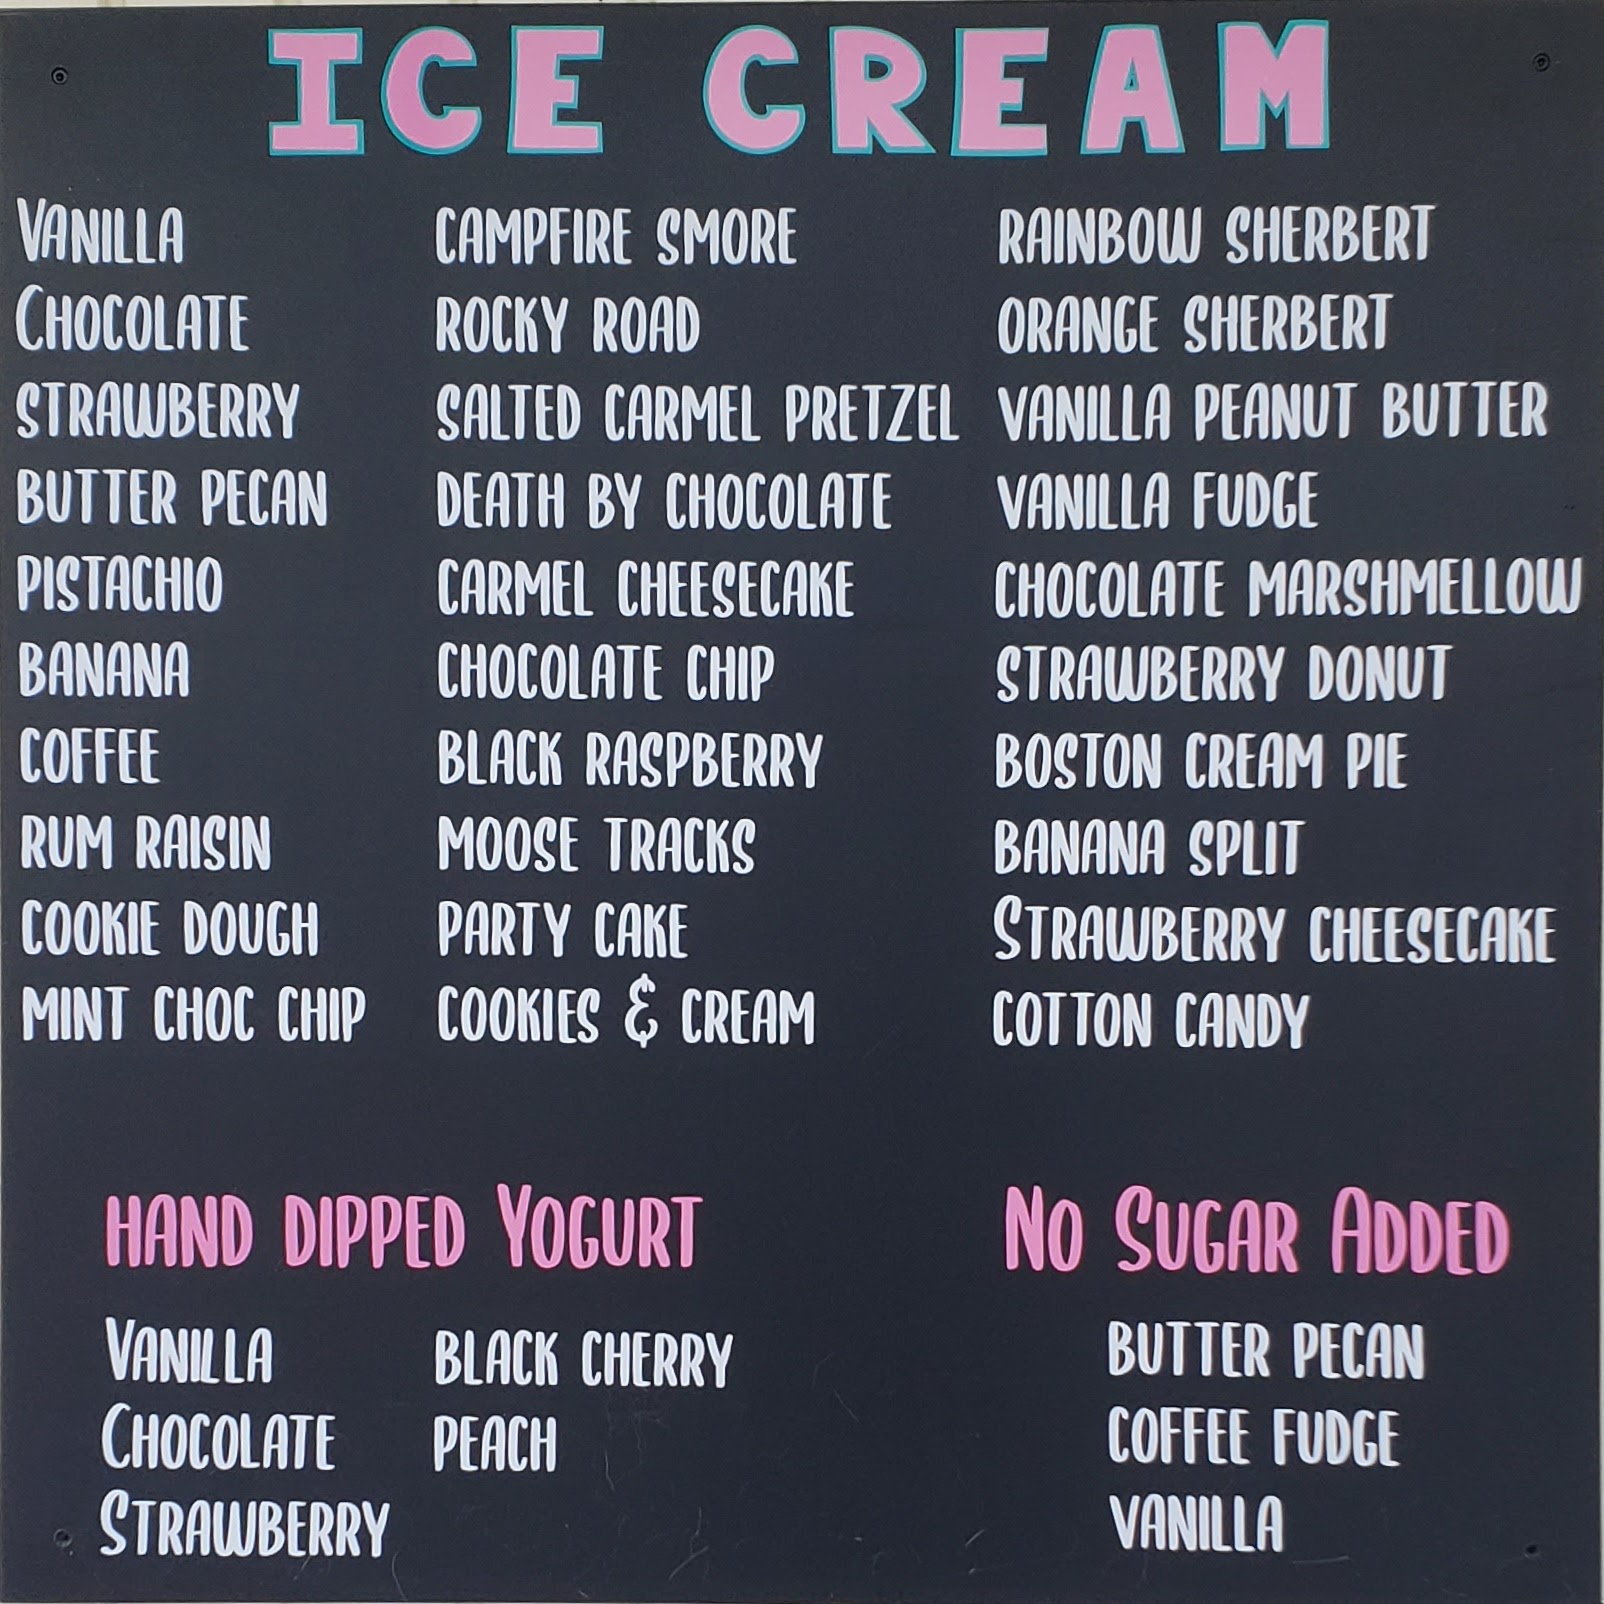 ICE CREAM
VANILLA
CHOCOLATE
STRAWBERRY
BUTTER PECAN
PISTACHIO
BANANA
COFFEE
RUM RAISIN
COOKIE DOUGH
MINT CHOC CHIP
CAMPFIRE SMORE
ROCKY ROAD
SALTED CARMEL PRETZEL
DEATH BY CHOCOLATE
CARMEL CHEESECAKE
CHOCOLATE CHIP
BLACK RASPBERRY
MOOSE TRACKS
PARTY CAKE
COOKIES & CREAM
RAINBOW SHERBERT
ORANGE SHERBERT
VANILLA PEANUT BUTTER
VANILLA FUDGE
CHOCOLATE MARSHMELLOW
STRAWBERRY DONUT
BOSTON CREAM PIE
BANANA SPLIT
STRAWBERRY CHEESECAKE
COTTON CANDY
HAND DIPPED YOGURT
VANILLA
CHOCOLATE
STRAWBERRY
BLACK CHERRY
PEACH
NO SUGAR ADDED
BUTTER PECAN
COFFEE FUDGE
VANILLA